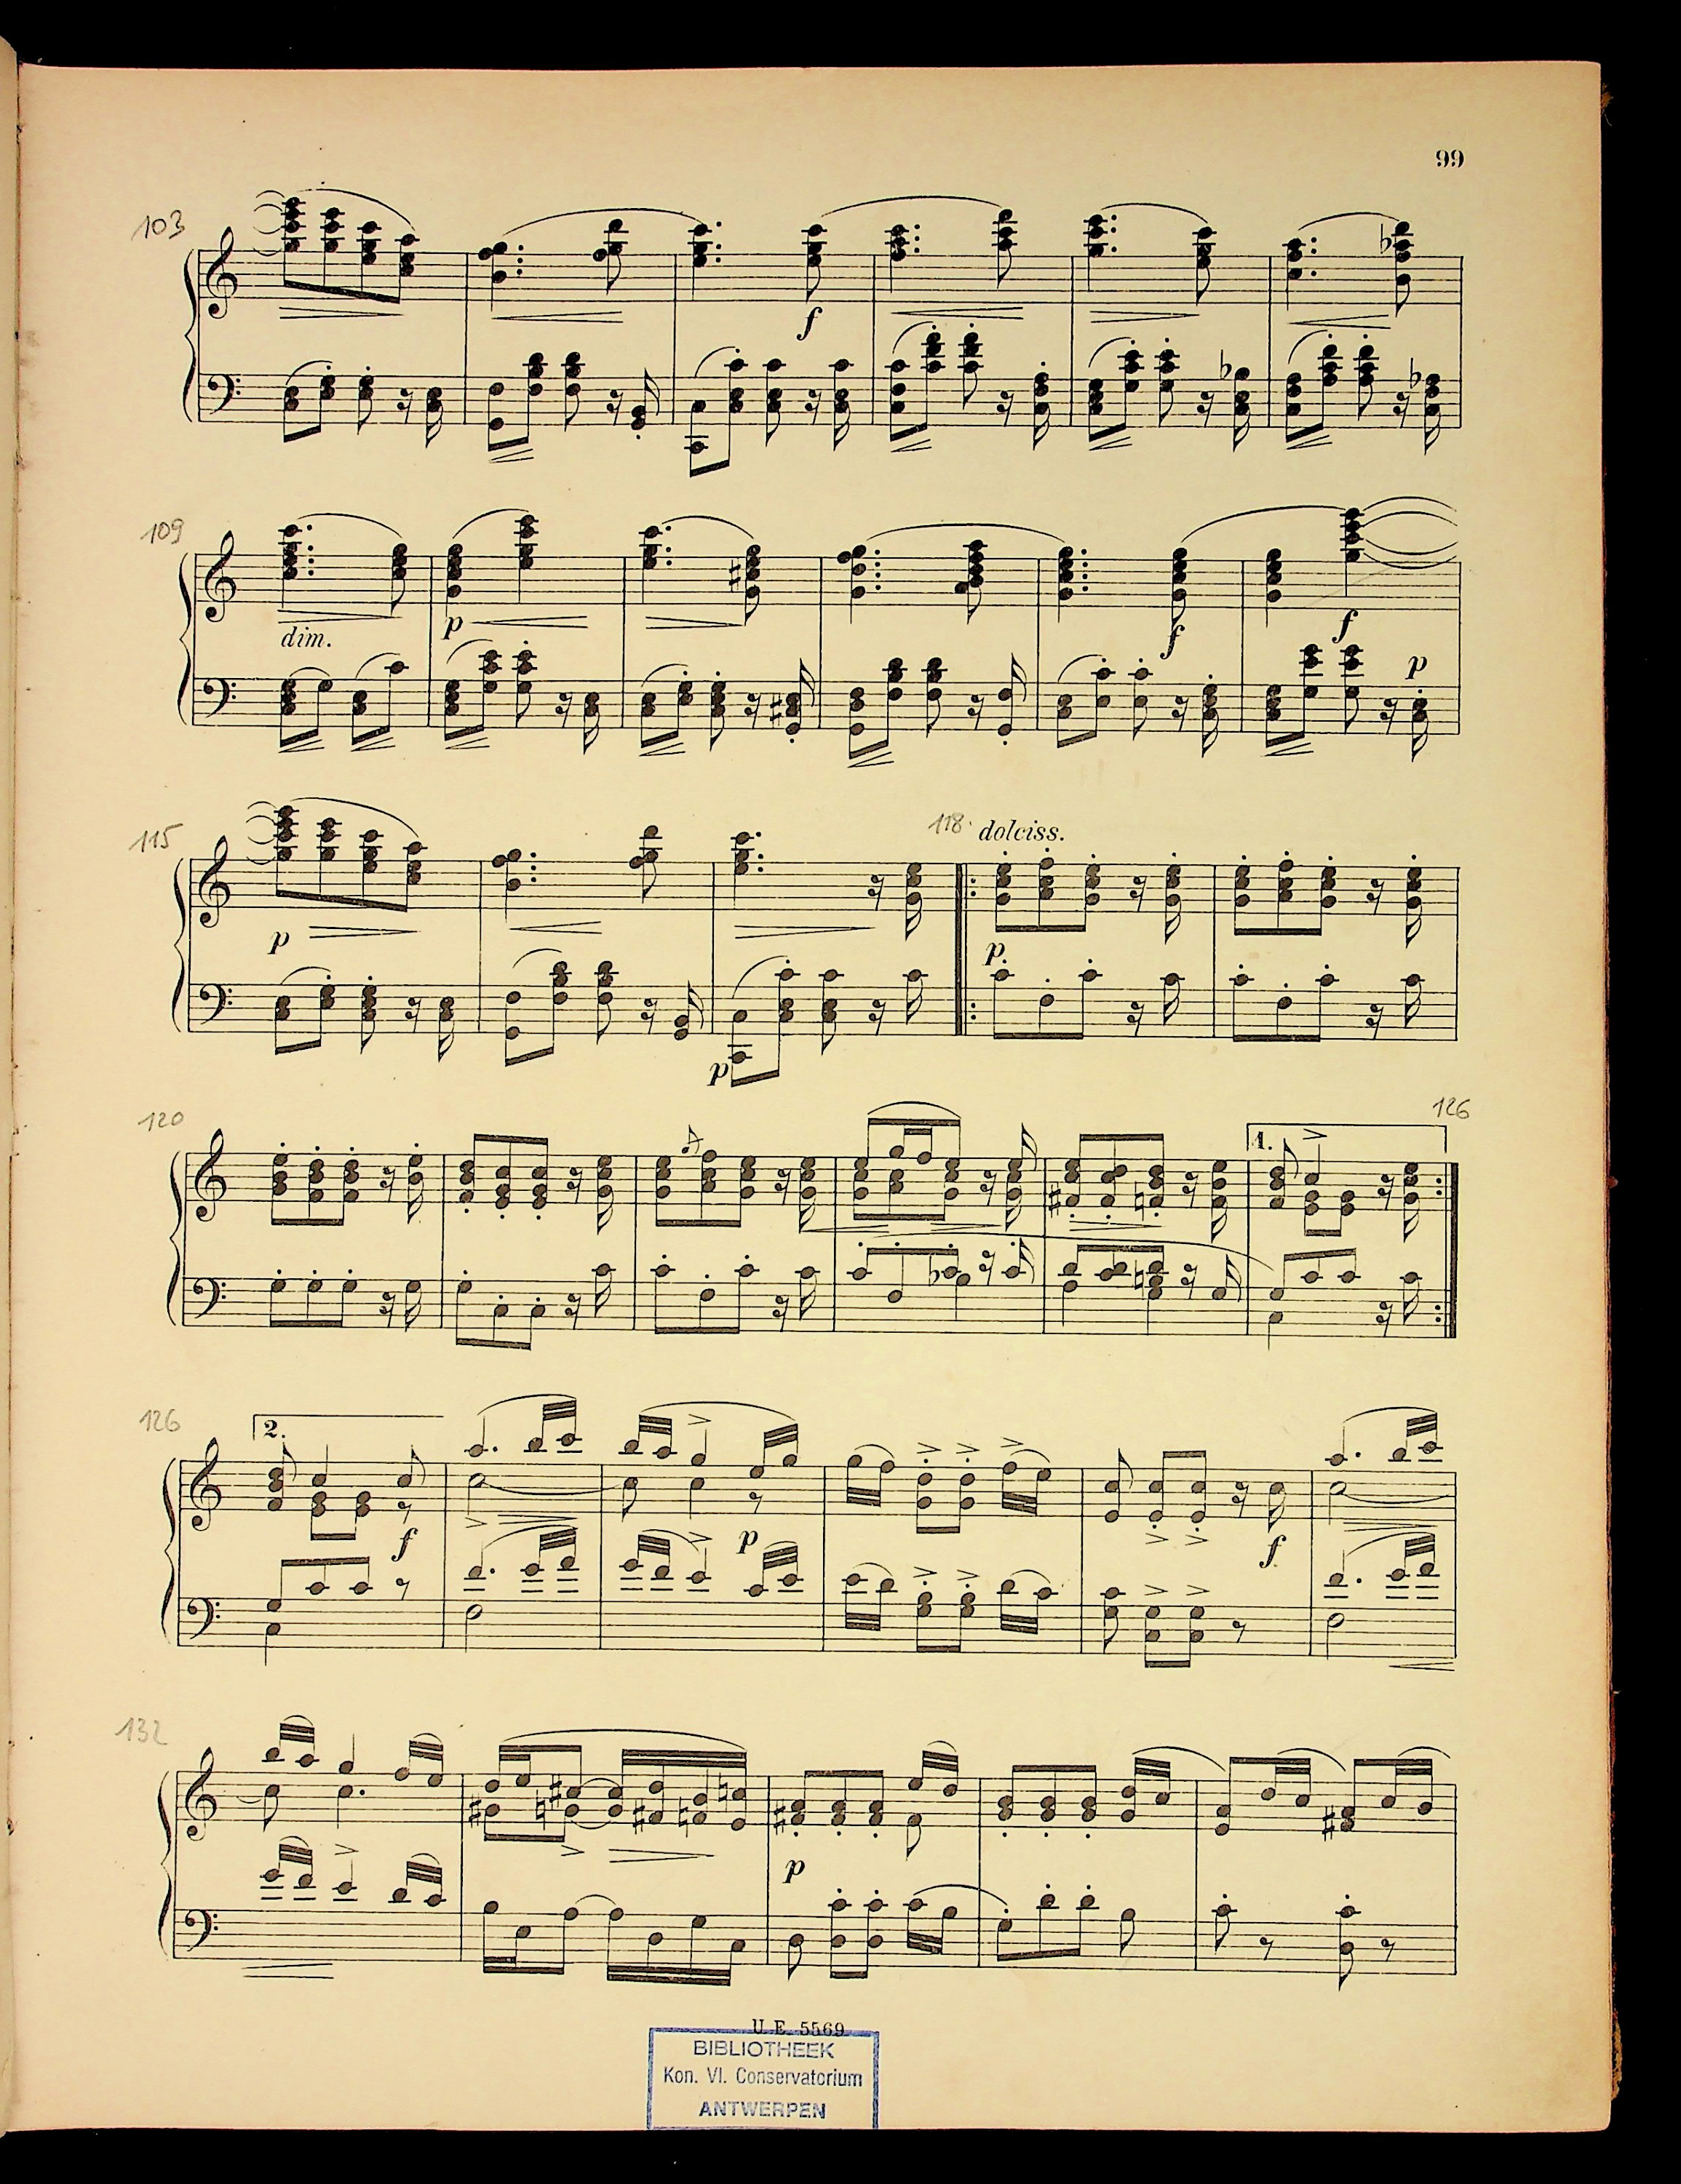 99
103
f
109
dim.
p
f
f
p
115
118.
dolciss.
p
p
p
120
126
1.
126
2.
f
p
f
132
p
U. E. 5569
BIBLIOTHEEK
Kon. Vl. Conservatorium
ANTWERPEN